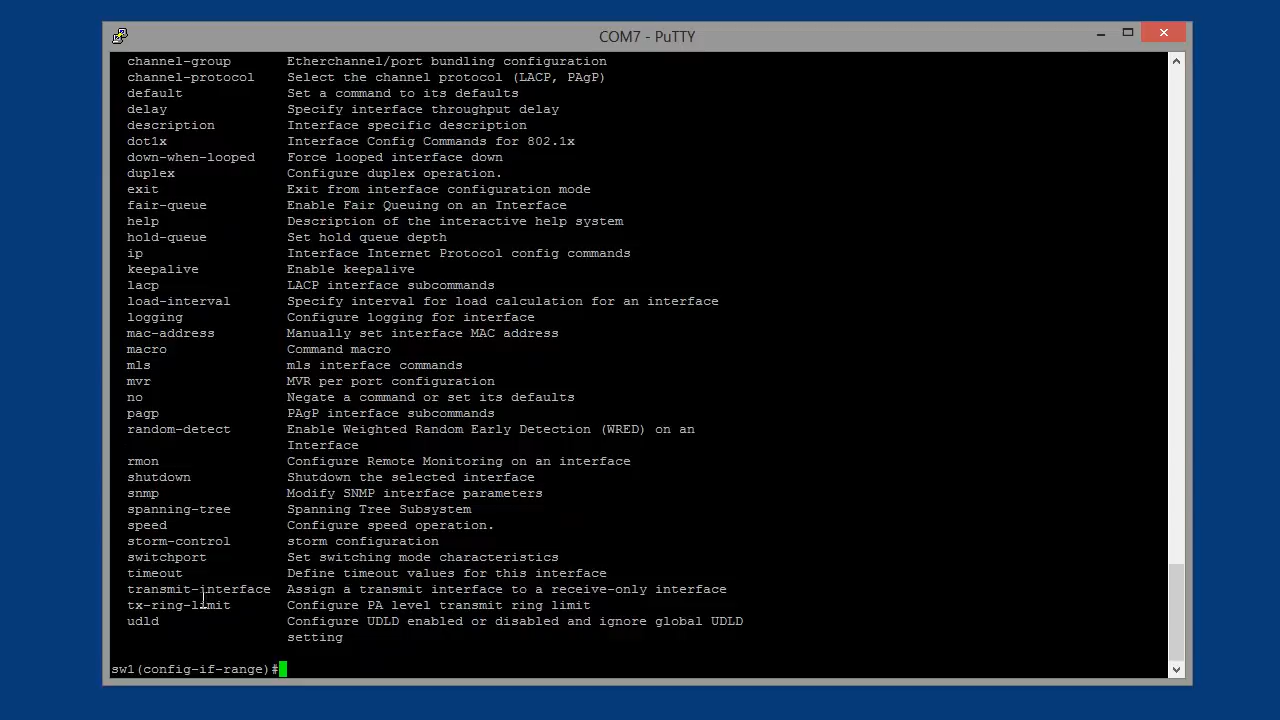 COM7 - PuTTY
channel-group Etherchannel/port bundling configuration
channel-protocol Select the channel protocol (LACP, PAgP)
default Set a command to its defaults
delay Specify interface throughput delay
description Interface specific description
dot1x Interface Config Commands for 802.1x
down-when-looped Force looped interface down
duplex Configure duplex operation.
exit Exit from interface configuration mode
fair-queue Enable Fair Queuing on an Interface
help Description of the interactive help system
hold-queue Set hold queue depth
ip Interface Internet Protocol config commands
keepalive Enable keepalive
lacp LACP interface subcommands
load-interval Specify interval for load calculation for an interface
logging Configure logging for interface
mac-address Manually set interface MAC address
macro Command macro
mls mls interface commands
mvr MVR per port configuration
no Negate a command or set its defaults
pagp PAgP interface subcommands
random-detect Enable Weighted Random Early Detection (WRED) on an
Interface
rmon Configure Remote Monitoring on an interface
shutdown Shutdown the selected interface
snmp Modify SNMP interface parameters
spanning-tree Spanning Tree Subsystem
speed Configure speed operation.
storm-control storm configuration
switchport Set switching mode characteristics
timeout Define timeout values for this interface
transmit-interface Assign a transmit interface to a receive-only interface
tx-ring-limit Configure PA level transmit ring limit
udld Configure UDLD enabled or disabled and ignore global UDLD
setting
sw1(config-if-range)#